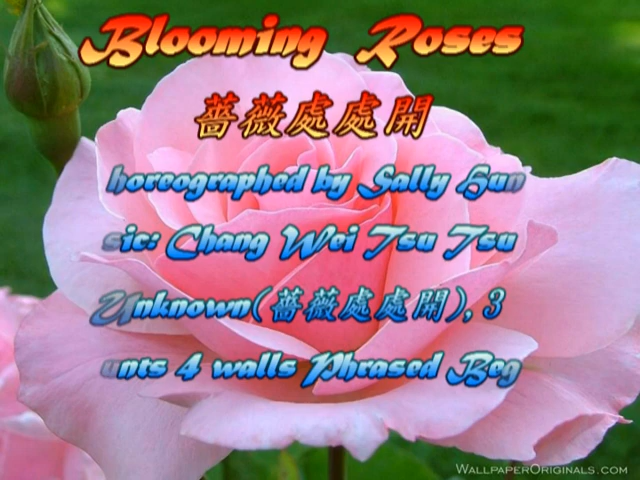 Blooming Roses
薔薇處處開
horeographed by Sally Hun
sic: Chang Wei Tsu Tsu
Unknown(薔薇處處開), 3
unts 4 walls Phrased Beg
WallpaperOriginals.com